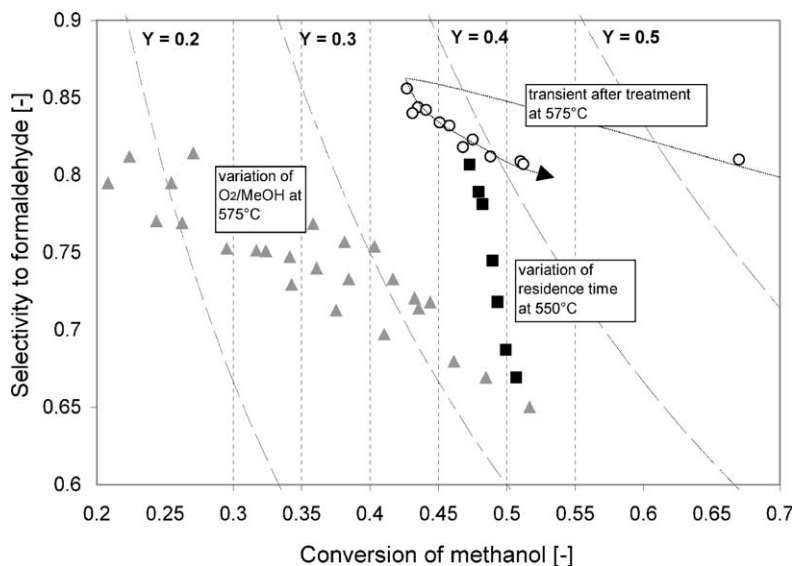 0.9
Y = 0.2
Y = 0.3
Y = 0.4
Y = 0.5
transient after treatment
at 575°C
0.85
0.8
variation of
O2/MeOH at
575°C
0.75
variation of
residence time
at 550°C
0.7
0.65
0.6
Selectivity to formaldehyde [-]
0.2 0.25 0.3 0.35 0.4 0.45 0.5 0.55 0.6 0.65 0.7
Conversion of methanol [-]